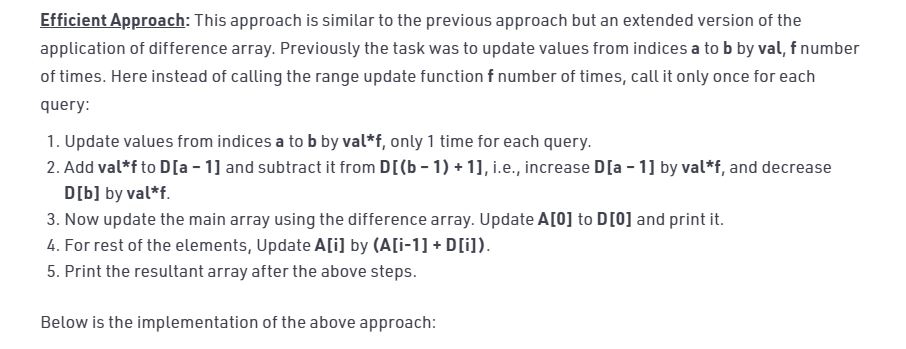 Efficient Approach: This approach is similar to the previous approach but an extended version of the
application of difference array. Previously the task was to update values from indices a to b by val, f number
of times. Here instead of calling the range update function f number of times, call it only once for each
query:
1. Update values from indices a to b by val*f, only 1 time for each query.
2. Add val*f to D[a – 1] and subtract it from D[(b – 1) + 1], i.e., increase D[a – 1] by val*f, and decrease
D[b] by val*f.
3. Now update the main array using the difference array. Update A[0] to D[0] and print it.
4. For rest of the elements, Update A[i] by (A[i-1] + D[i]).
5. Print the resultant array after the above steps.
Below is the implementation of the above approach: